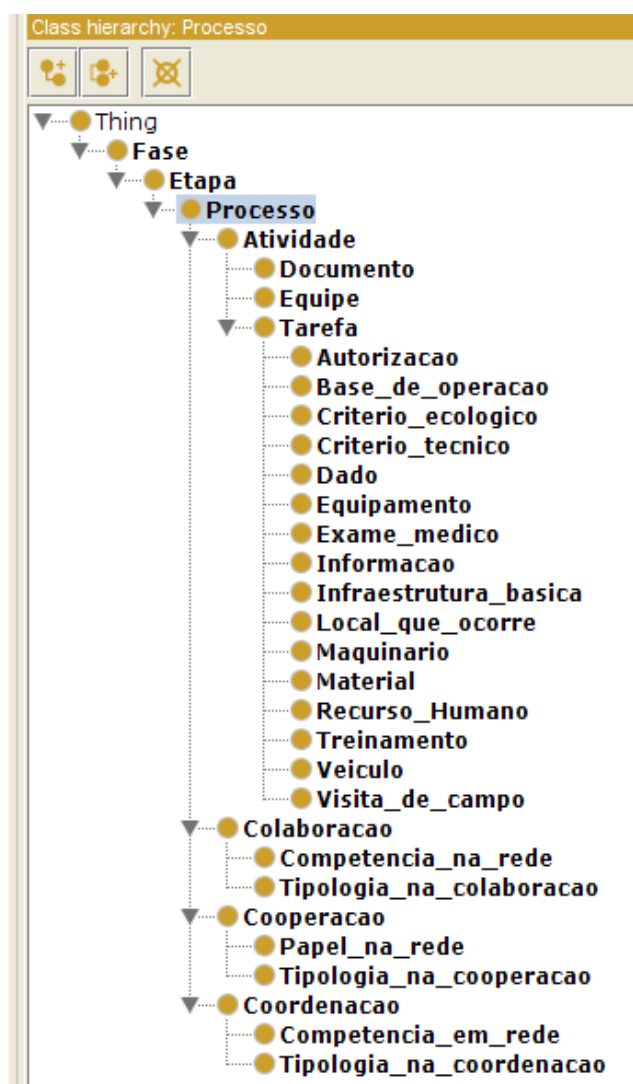 Class hierarchy: Processo
Thing
Fase
Etapa
Processo
Atividade
Documento
Equipe
Tarefa
Autorizacao
Base_de_operacao
Criterio_ecologico
Criterio_tecnico
Dado
Equipamento
Exame_medico
Informacao
Infraestrutura_basica
Local_que_ocorre
Maquinario
Material
Recurso_Humano
Treinamento
Veiculo
Visita_de_campo
Colaboracao
Competencia_na_rede
Tipologia_na_colaboracao
Cooperacao
Papel_na_rede
Tipologia_na_cooperacao
Coordenacao
Competencia_em_rede
Tipologia_na_coordenacao